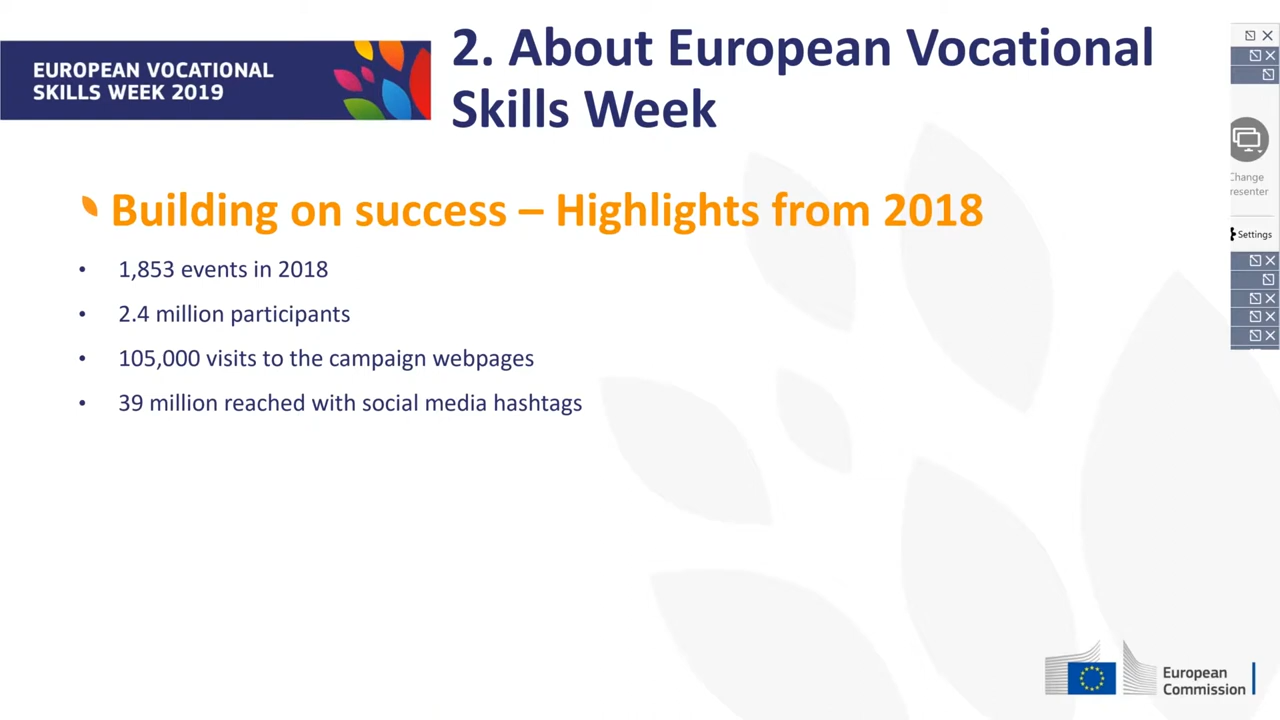 EUROPEAN VOCATIONAL
SKILLS WEEK 2019
2. About European Vocational
Skills Week
Building on success – Highlights from 2018
• 1,853 events in 2018
• 2.4 million participants
• 105,000 visits to the campaign webpages
• 39 million reached with social media hashtags
Change
resenter
Settings
European
Commission